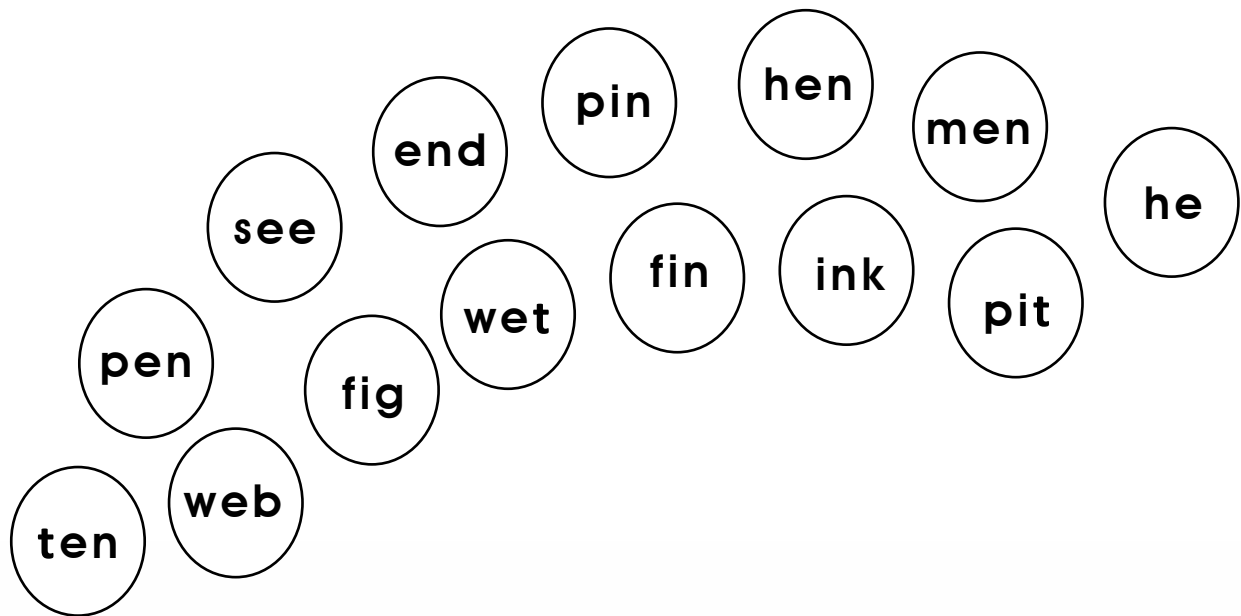 ten
pen
see
end
pin
hen
men
he
web
fig
wet
fin
ink
pit